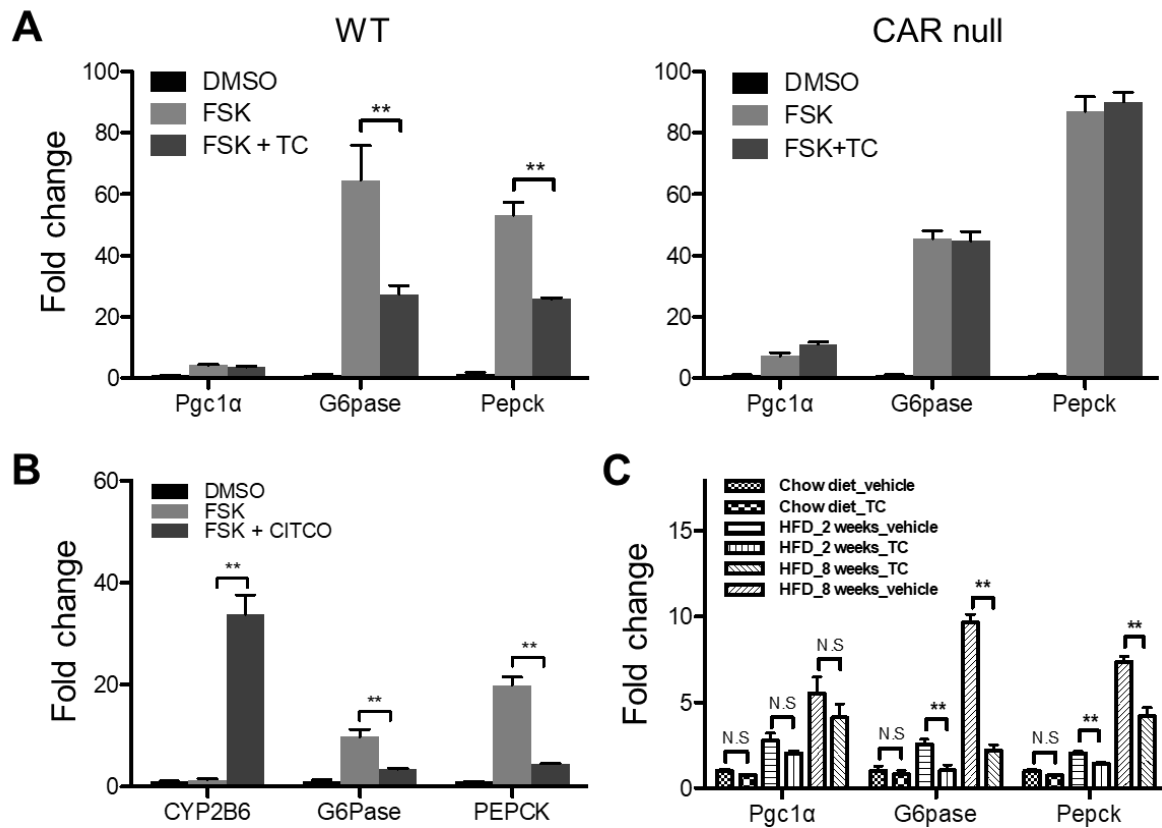 A
WT
CAR null
Fold change
100
80
60
40
20
0
DMSO
FSK
FSK + TC
**
**
Pgc1α
G6pase
Pepck
100
80
60
40
20
0
DMSO
FSK
FSK+TC
Pgc1α
G6pase
Pepck
B
Fold change
60
40
20
0
DMSO
FSK
FSK + CITCO
**
**
**
CYP2B6
G6Pase
PEPCK
C
Fold change
15
10
5
0
Chow diet_vehicle
Chow diet_TC
HFD_2 weeks_vehicle
HFD_2 weeks_TC
HFD_8 weeks_TC
HFD_8 weeks_vehicle
N.S
N.S
N.S
N.S
**
**
N.S
**
**
Pgc1α
G6pase
Pepck